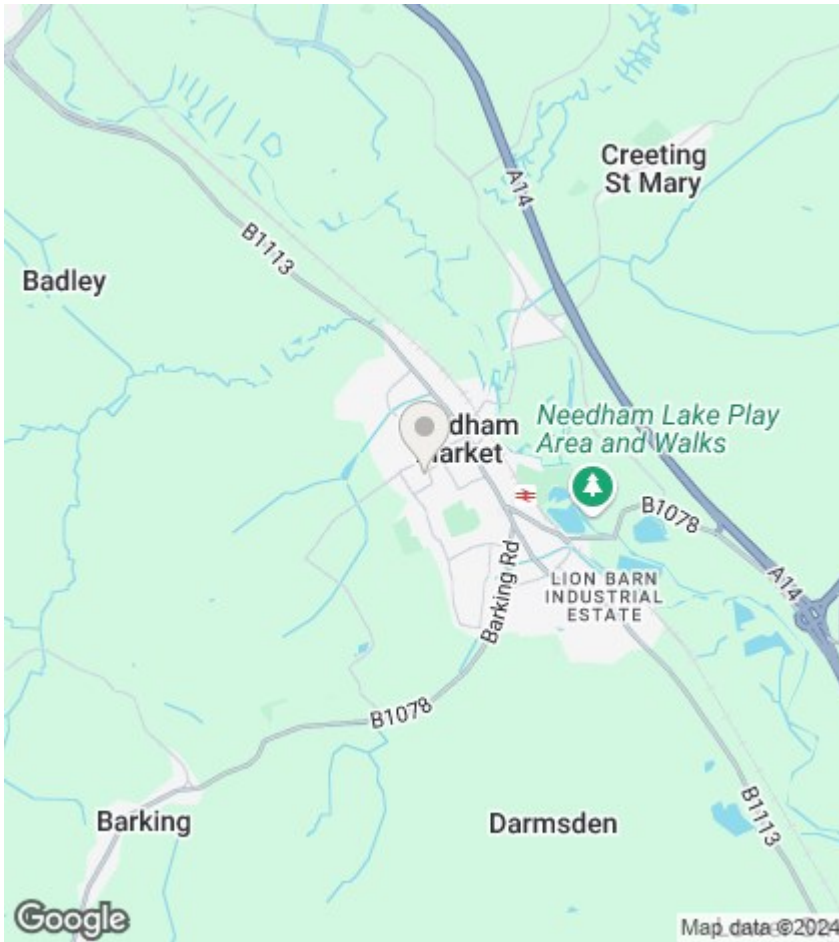 Creeting
St Mary
A14
B1113
Badley
dham
arket
Needham Lake Play
Area and Walks
B1078
Barking Rd
LION BARN
INDUSTRIAL
ESTATE
A14
B1078
Barking
Darmsden
B1113
Google
Map data ©2024